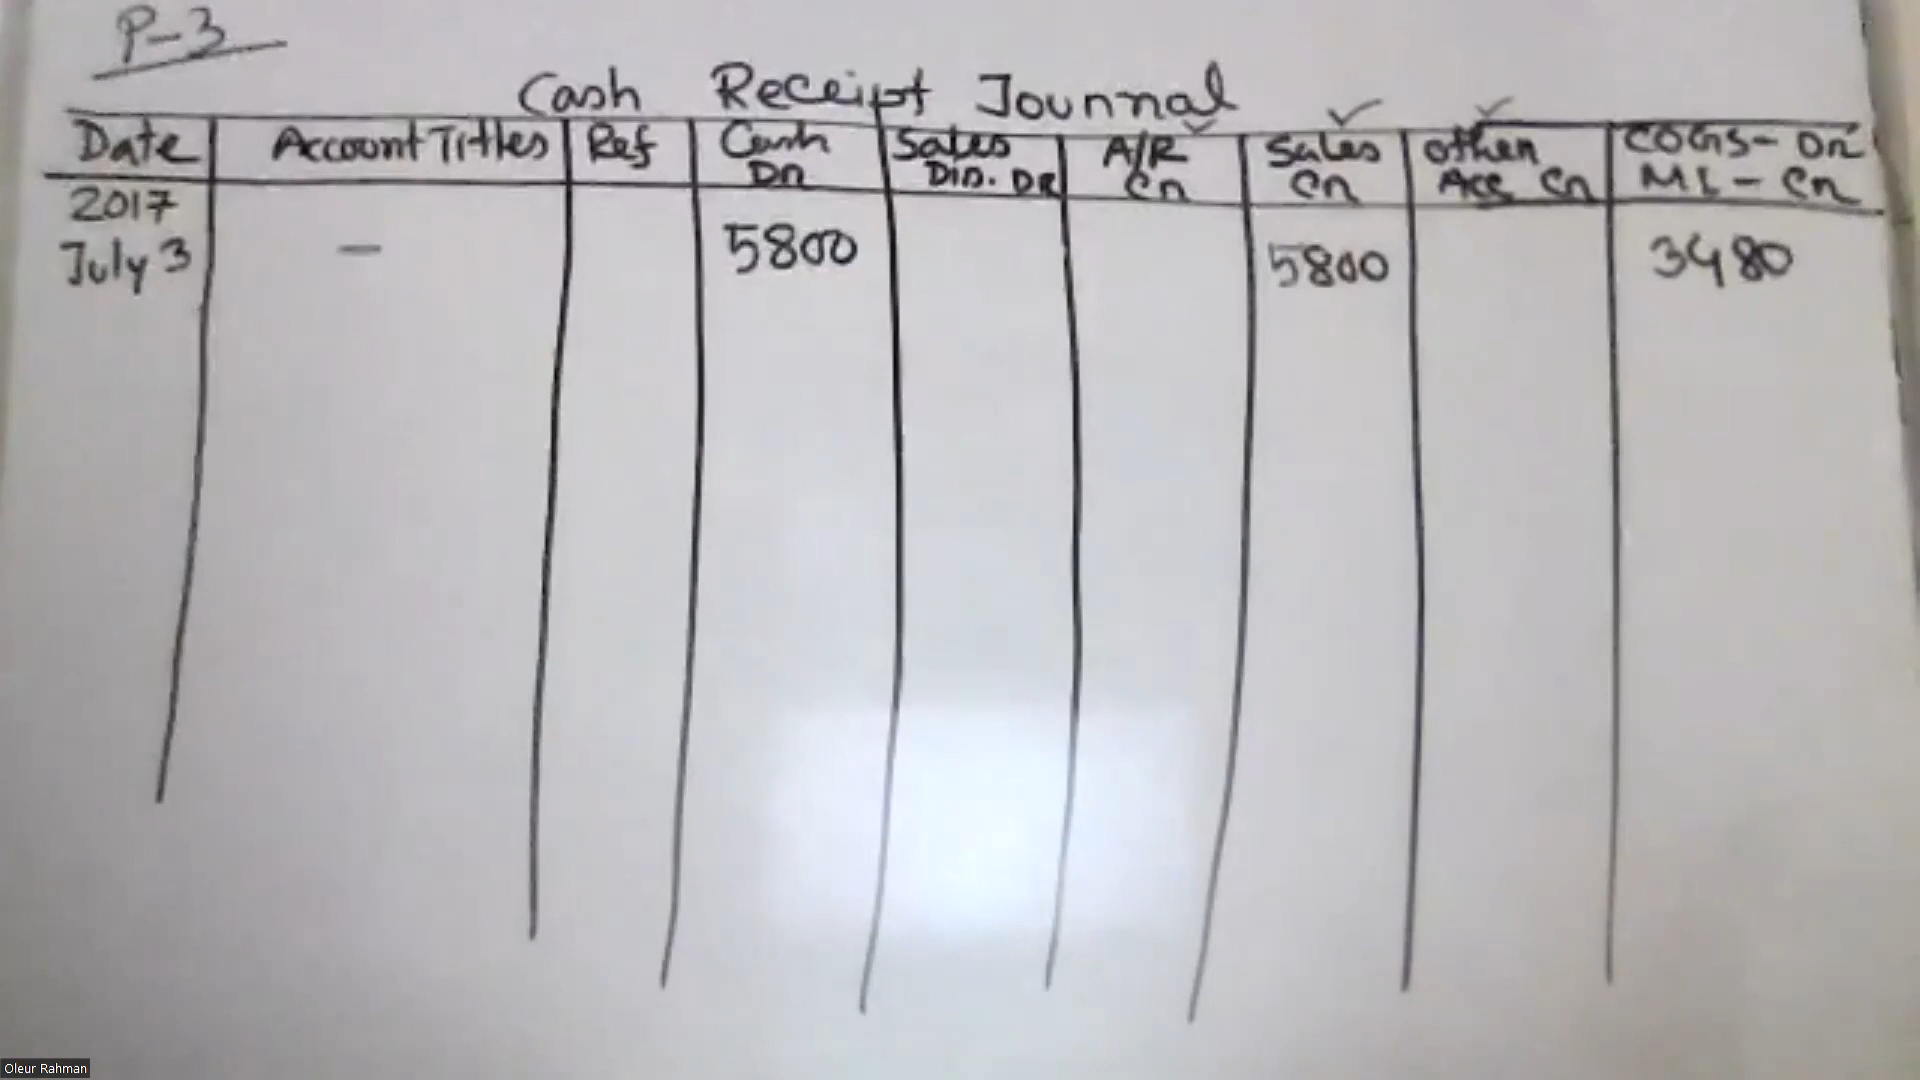 P-3
Cash Receipt Journal
Date Account Titles Ref Cash Dr Sales Dis. DR A/R Cr Sales Cr Other Acc Cr COGS- Dr MI - Cr
2017
July 3 — 5800 5800 3480
Oleur Rahman